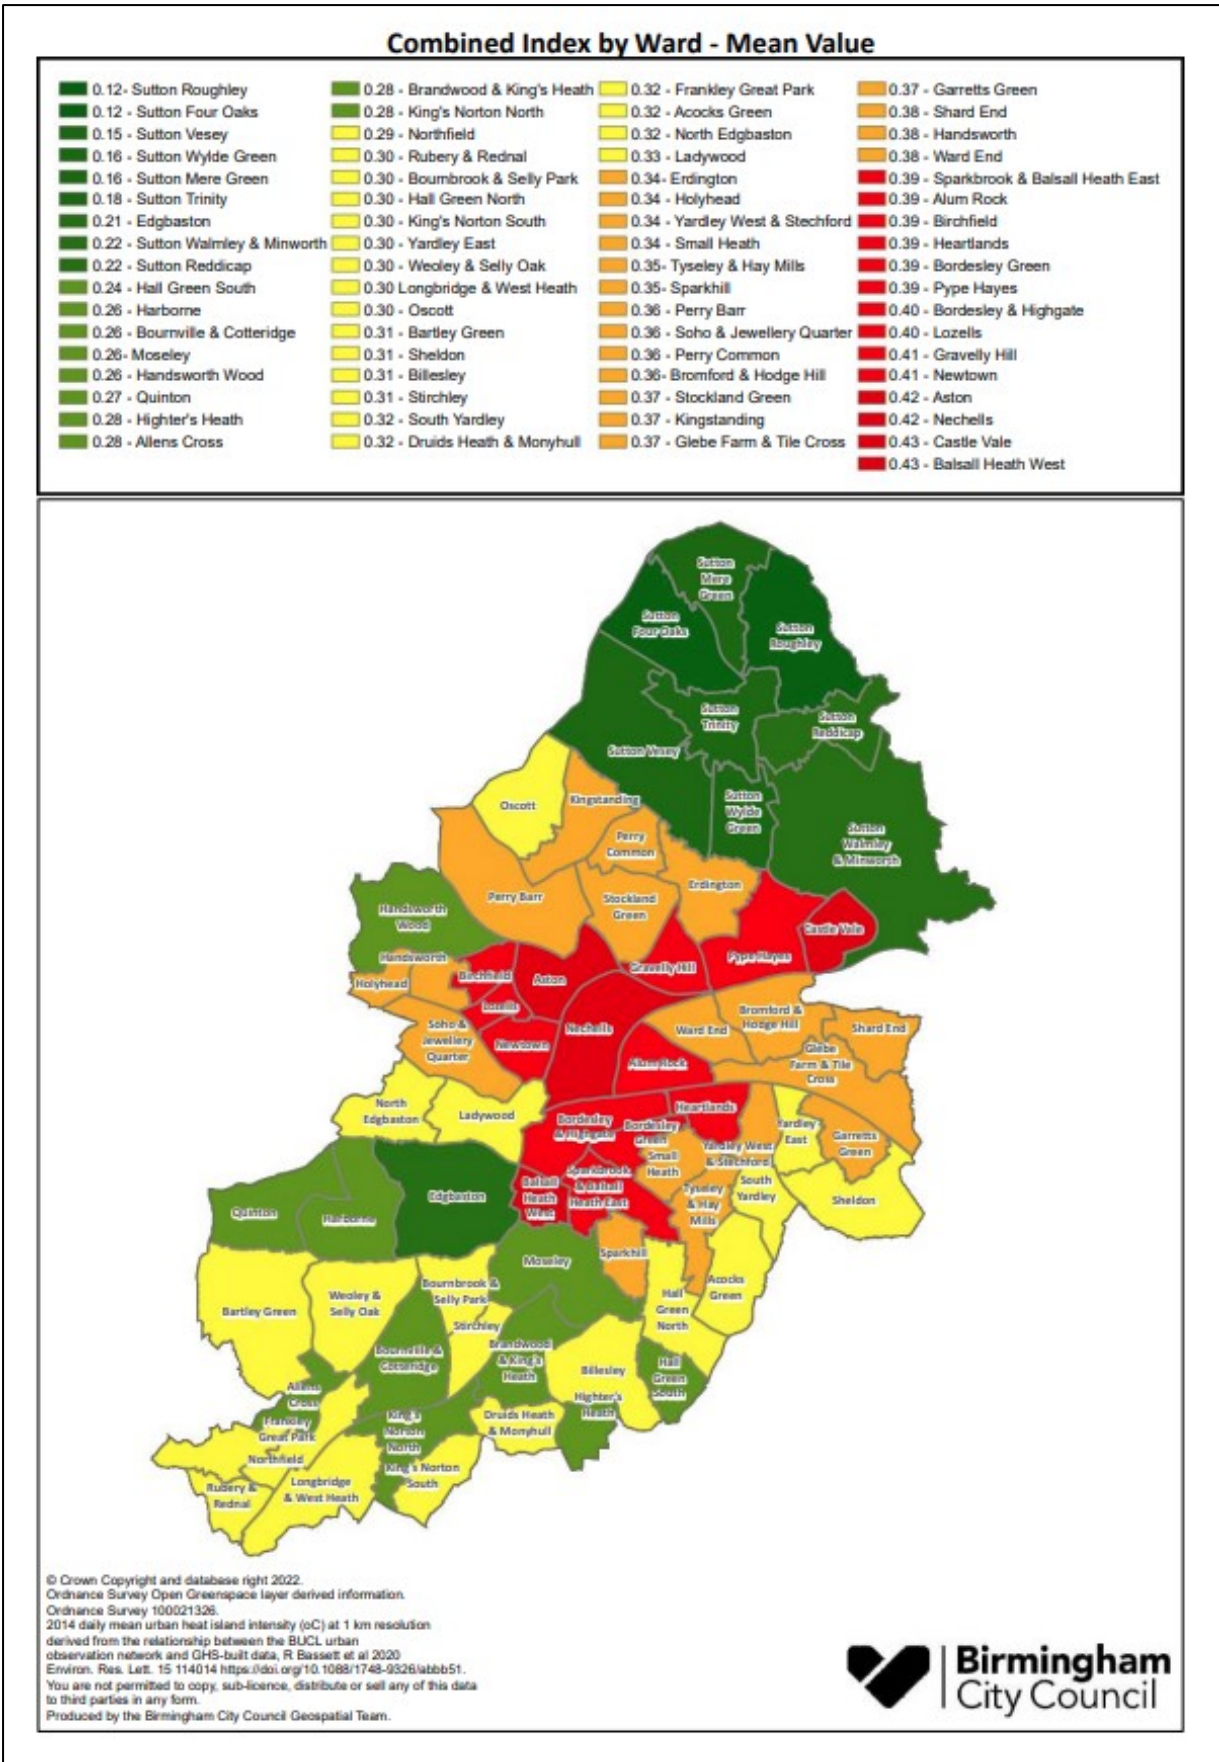 Combined Index by Ward - Mean Value
0.12- Sutton Roughley
0.12 - Sutton Four Oaks
0.15 - Sutton Vesey
0.16 - Sutton Wylde Green
0.16 - Sutton Mere Green
0.18 - Sutton Trinity
0.21 - Edgbaston
0.22 - Sutton Walmley & Minworth
0.22 - Sutton Reddicap
0.24 - Hall Green South
0.26 - Harborne
0.26 - Bournville & Cotteridge
0.26- Moseley
0.26 - Handsworth Wood
0.27 - Quinton
0.28 - Highter's Heath
0.28 - Allens Cross
0.28 - Brandwood & King's Heath
0.28 - King's Norton North
0.29 - Northfield
0.30 - Rubery & Rednal
0.30 - Bournbrook & Selly Park
0.30 - Hall Green North
0.30 - King's Norton South
0.30 - Yardley East
0.30 - Weoley & Selly Oak
0.30 Longbridge & West Heath
0.30 - Oscott
0.31 - Bartley Green
0.31 - Sheldon
0.31 - Billesley
0.31 - Stirchley
0.32 - South Yardley
0.32 - Druids Heath & Monyhull
0.32 - Frankley Great Park
0.32 - Acocks Green
0.32 - North Edgbaston
0.33 - Ladywood
0.34- Erdington
0.34 - Holyhead
0.34 - Yardley West & Stechford
0.34 - Small Heath
0.35- Tyseley & Hay Mills
0.35- Sparkhill
0.36 - Perry Barr
0.36 - Soho & Jewellery Quarter
0.36 - Perry Common
0.36- Bromford & Hodge Hill
0.37 - Stockland Green
0.37 - Kingstanding
0.37 - Glebe Farm & Tile Cross
0.37 - Garretts Green
0.38 - Shard End
0.38 - Handsworth
0.38 - Ward End
0.39 - Sparkbrook & Balsall Heath East
0.39 - Alum Rock
0.39 - Birchfield
0.39 - Heartlands
0.39 - Bordesley Green
0.39 - Pype Hayes
0.40 - Bordesley & Highgate
0.40 - Lozells
0.41 - Gravelly Hill
0.41 - Newtown
0.42 - Aston
0.42 - Nechells
0.43 - Castle Vale
0.43 - Balsall Heath West
Sutton
Mere
Green
Sutton
Four Oaks
Sutton
Roughley
Sutton
Trinity
Sutton
Reddicap
Sutton Vesey
Sutton
Wylde
Green
Sutton
Walmley
& Minworth
Oscott
Kingstanding
Perry
Common
Erdington
Perry Barr
Stockland
Green
Handsworth
Wood
Castle Vale
Pype Hayes
Handsworth
Holyhead
Birchfield
Aston
Gravelly Hill
Lozells
Soho &
Jewellery
Quarter
Newtown
Nechells
Ward End
Bromford &
Hodge Hill
Shard End
Alum Rock
Glebe
Farm & Tile
Cross
North
Edgbaston
Ladywood
Bordesley
& Highgate
Bordesley
Green
Heartlands
Small
Heath
Yardley West
& Stechford
Yardley
East
Garretts
Green
Edgbaston
Balsall
Heath
West
Sparkbrook
& Balsall
Heath East
Tyseley
& Hay
Mills
South
Yardley
Sheldon
Quinton
Harborne
Moseley
Sparkhill
Acocks
Green
Bartley Green
Weoley &
Selly Oak
Bournbrook &
Selly Park
Stirchley
Hall
Green
North
Bournville &
Cotteridge
Brandwood
& King's
Heath
Billesley
Hall
Green
South
Allens
Cross
Highter's
Heath
Frankley
Great Park
King's
Norton
North
Druids Heath
& Monyhull
Northfield
King's Norton
South
Rubery &
Rednal
Longbridge
& West Heath
© Crown Copyright and database right 2022.
Ordnance Survey Open Greenspace layer derived information.
Ordnance Survey 100021326.
2014 daily mean urban heat island intensity (oC) at 1 km resolution
derived from the relationship between the BUCL urban
observation network and GHS-built data, R Bassett et al 2020
Environ. Res. Lett. 15 114014 https://doi.org/10.1088/1748-9326/abbb51.
You are not permitted to copy, sub-licence, distribute or sell any of this data
to third parties in any form.
Produced by the Birmingham City Council Geospatial Team.
Birmingham
City Council